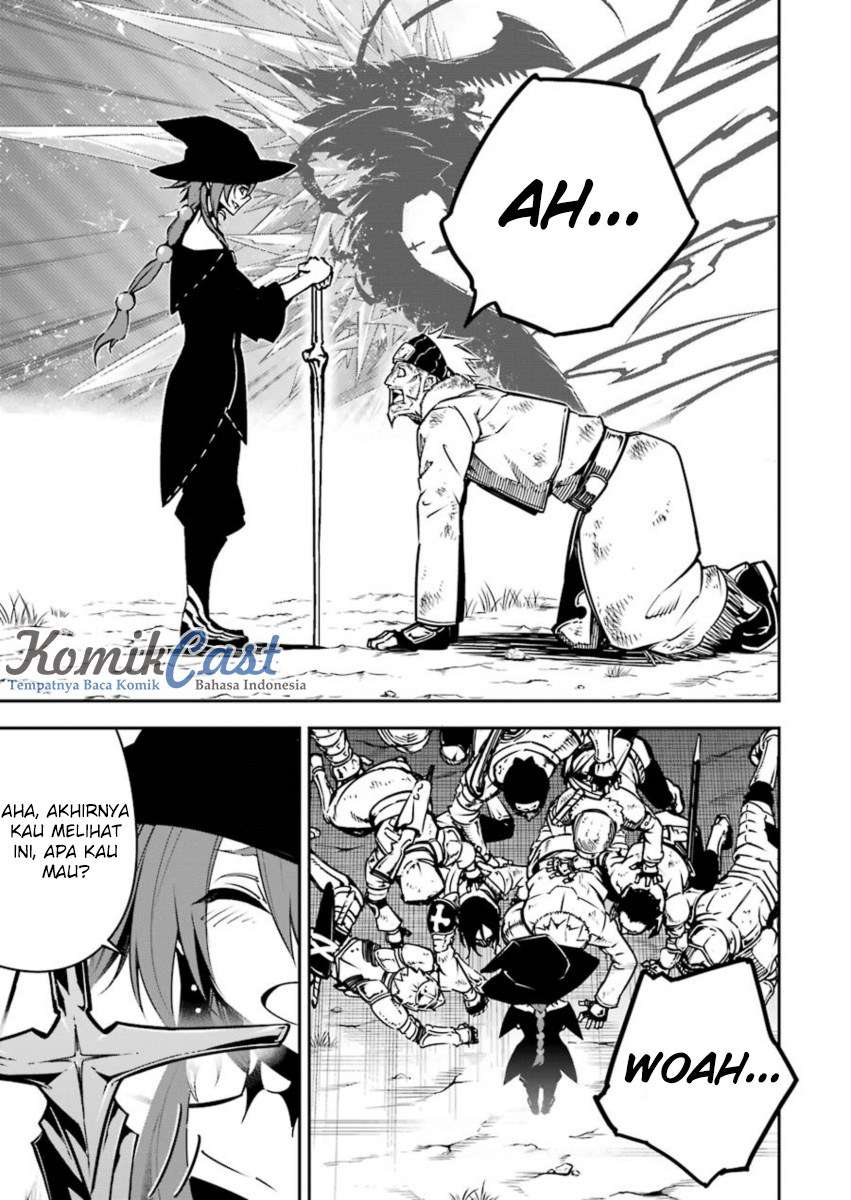 AH...
KomikCast
Tempatnya Baca Komik Bahasa Indonesia
WOAH...
AHA, AKHIRNYA
KAU MELIHAT
INI, APA KAU
MAU?